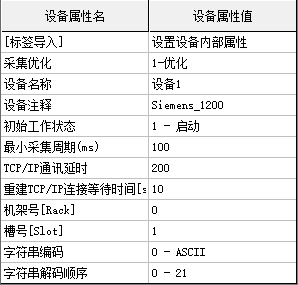 设备属性名 设备属性值
[标签导入] 设置设备内部属性
采集优化 1-优化
设备名称 设备1
设备注释 Siemens_1200
初始工作状态 1 - 启动
最小采集周期(ms) 100
TCP/IP通讯延时 200
重建TCP/IP连接等待时间[s 10
机架号[Rack] 0
槽号[Slot] 1
字符串编码 0 - ASCII
字符串解码顺序 0 - 21